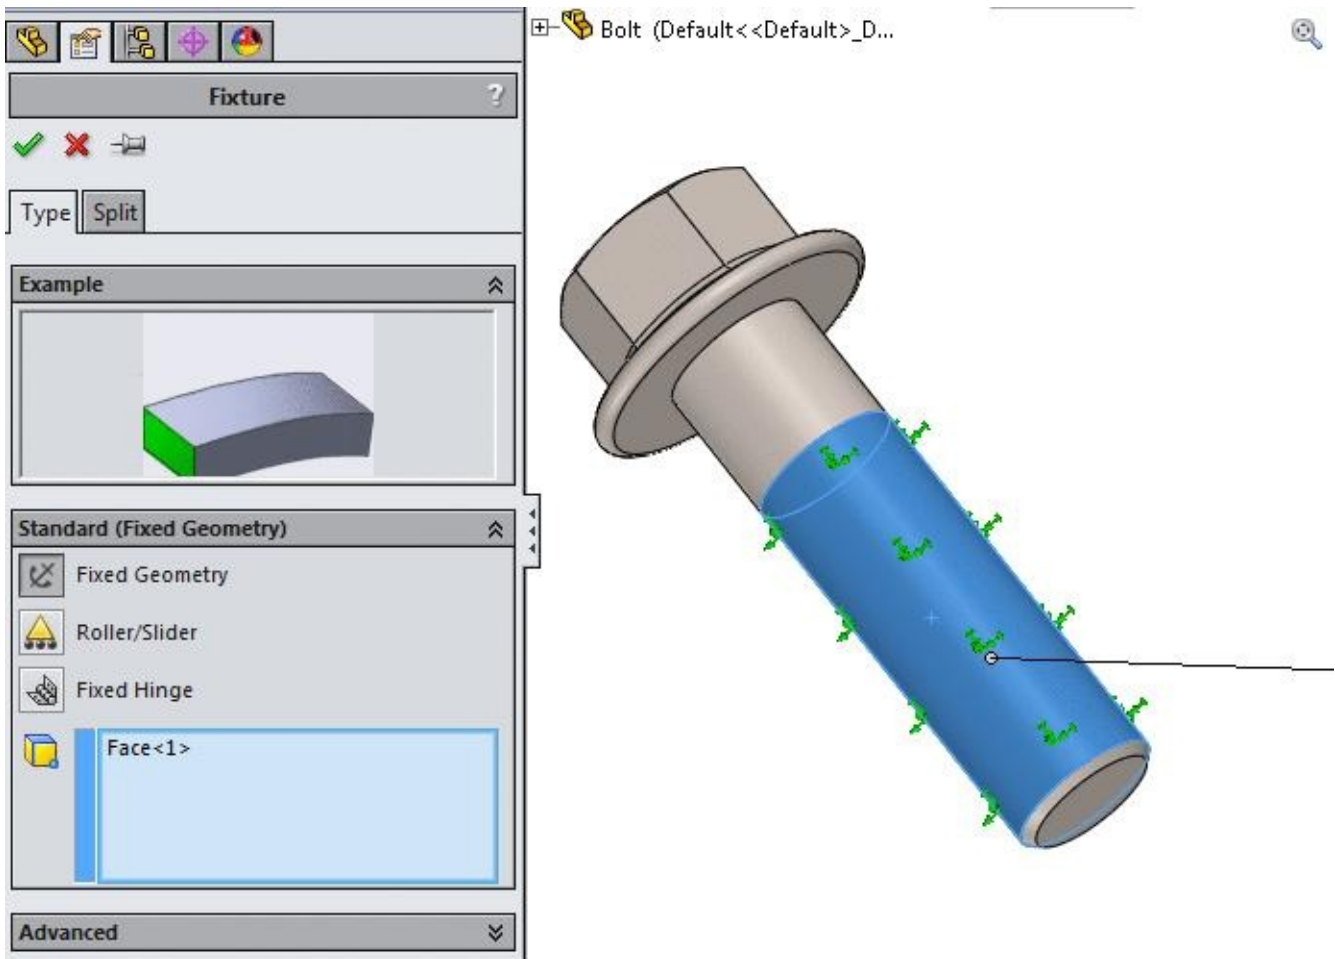 Bolt (Default<<Default>_D...
Fixture ?
Type Split
Example
Standard (Fixed Geometry)
Fixed Geometry
Roller/Slider
Fixed Hinge
Face<1>
Advanced